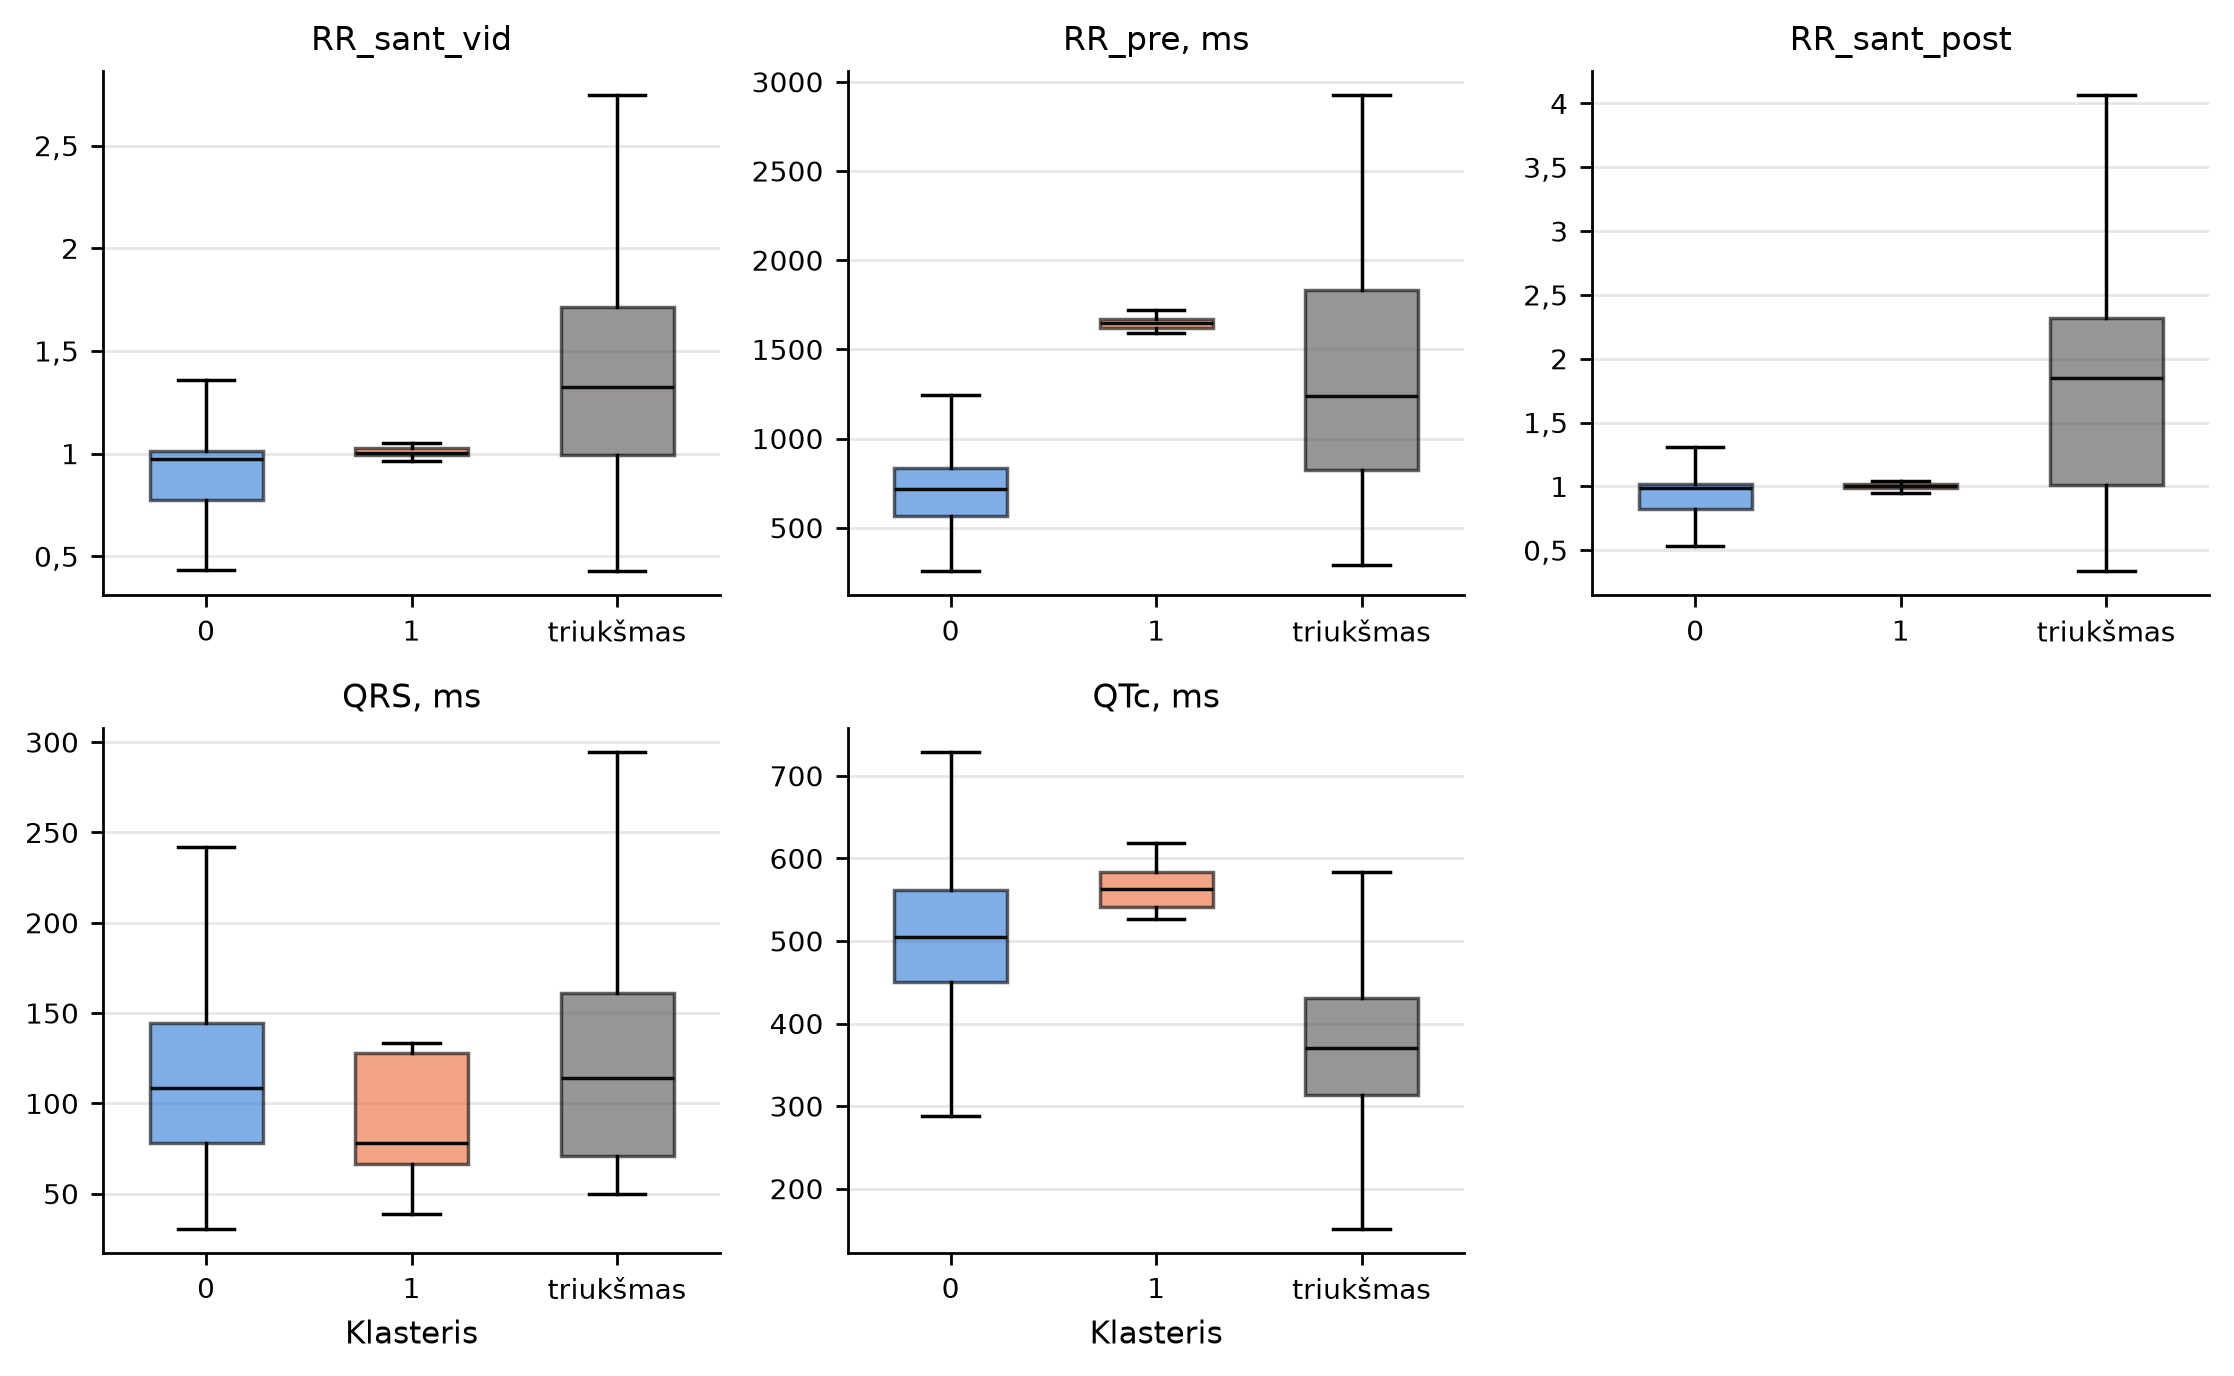 RR_sant_vid
2,5
2
1,5
1
0,5
0 1 triukšmas
RR_pre, ms
3000
2500
2000
1500
1000
500
0 1 triukšmas
RR_sant_post
4
3,5
3
2,5
2
1,5
1
0,5
0 1 triukšmas
QRS, ms
300
250
200
150
100
50
0 1 triukšmas
Klasteris
QTc, ms
700
600
500
400
300
200
0 1 triukšmas
Klasteris